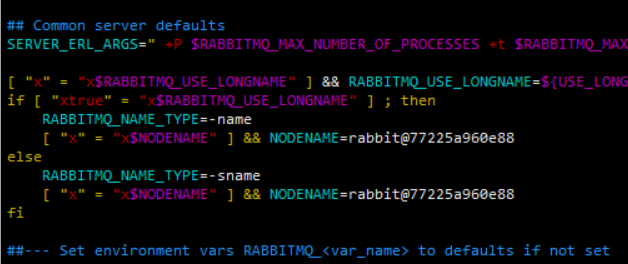 ## Common server defaults
SERVER_ERL_ARGS=" +P $RABBITMQ_MAX_NUMBER_OF_PROCESSES +t $RABBITMQ_MAX
[ "x" = "x$RABBITMQ_USE_LONGNAME" ] && RABBITMQ_USE_LONGNAME=${USE_LONG
if [ "xtrue" = "x$RABBITMQ_USE_LONGNAME" ] ; then
RABBITMQ_NAME_TYPE=-name
[ "x" = "x$NODENAME" ] && NODENAME=rabbit@77225a960e88
else
RABBITMQ_NAME_TYPE=-sname
[ "x" = "x$NODENAME" ] && NODENAME=rabbit@77225a960e88
fi
##--- Set environment vars RABBITMQ_<var_name> to defaults if not set